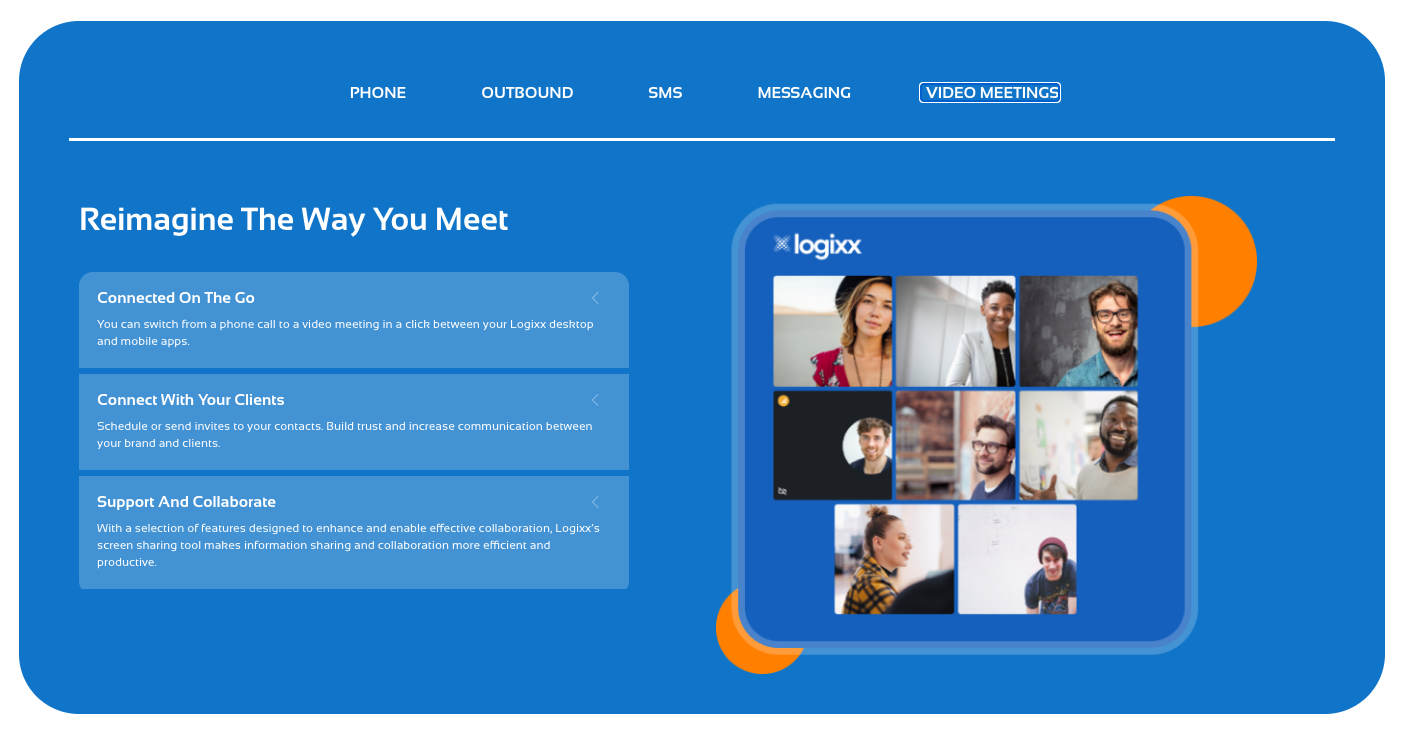 PHONE OUTBOUND SMS MESSAGING VIDEO MEETINGS
Reimagine The Way You Meet
Connected On The Go
You can switch from a phone call to a video meeting in a click between your Logixx desktop
and mobile apps.
Connect With Your Clients
Schedule or send invites to your contacts. Build trust and increase communication between
your brand and clients.
Support And Collaborate
With a selection of features designed to enhance and enable effective collaboration, Logixx's
screen sharing tool makes information sharing and collaboration more efficient and
productive.
logixx